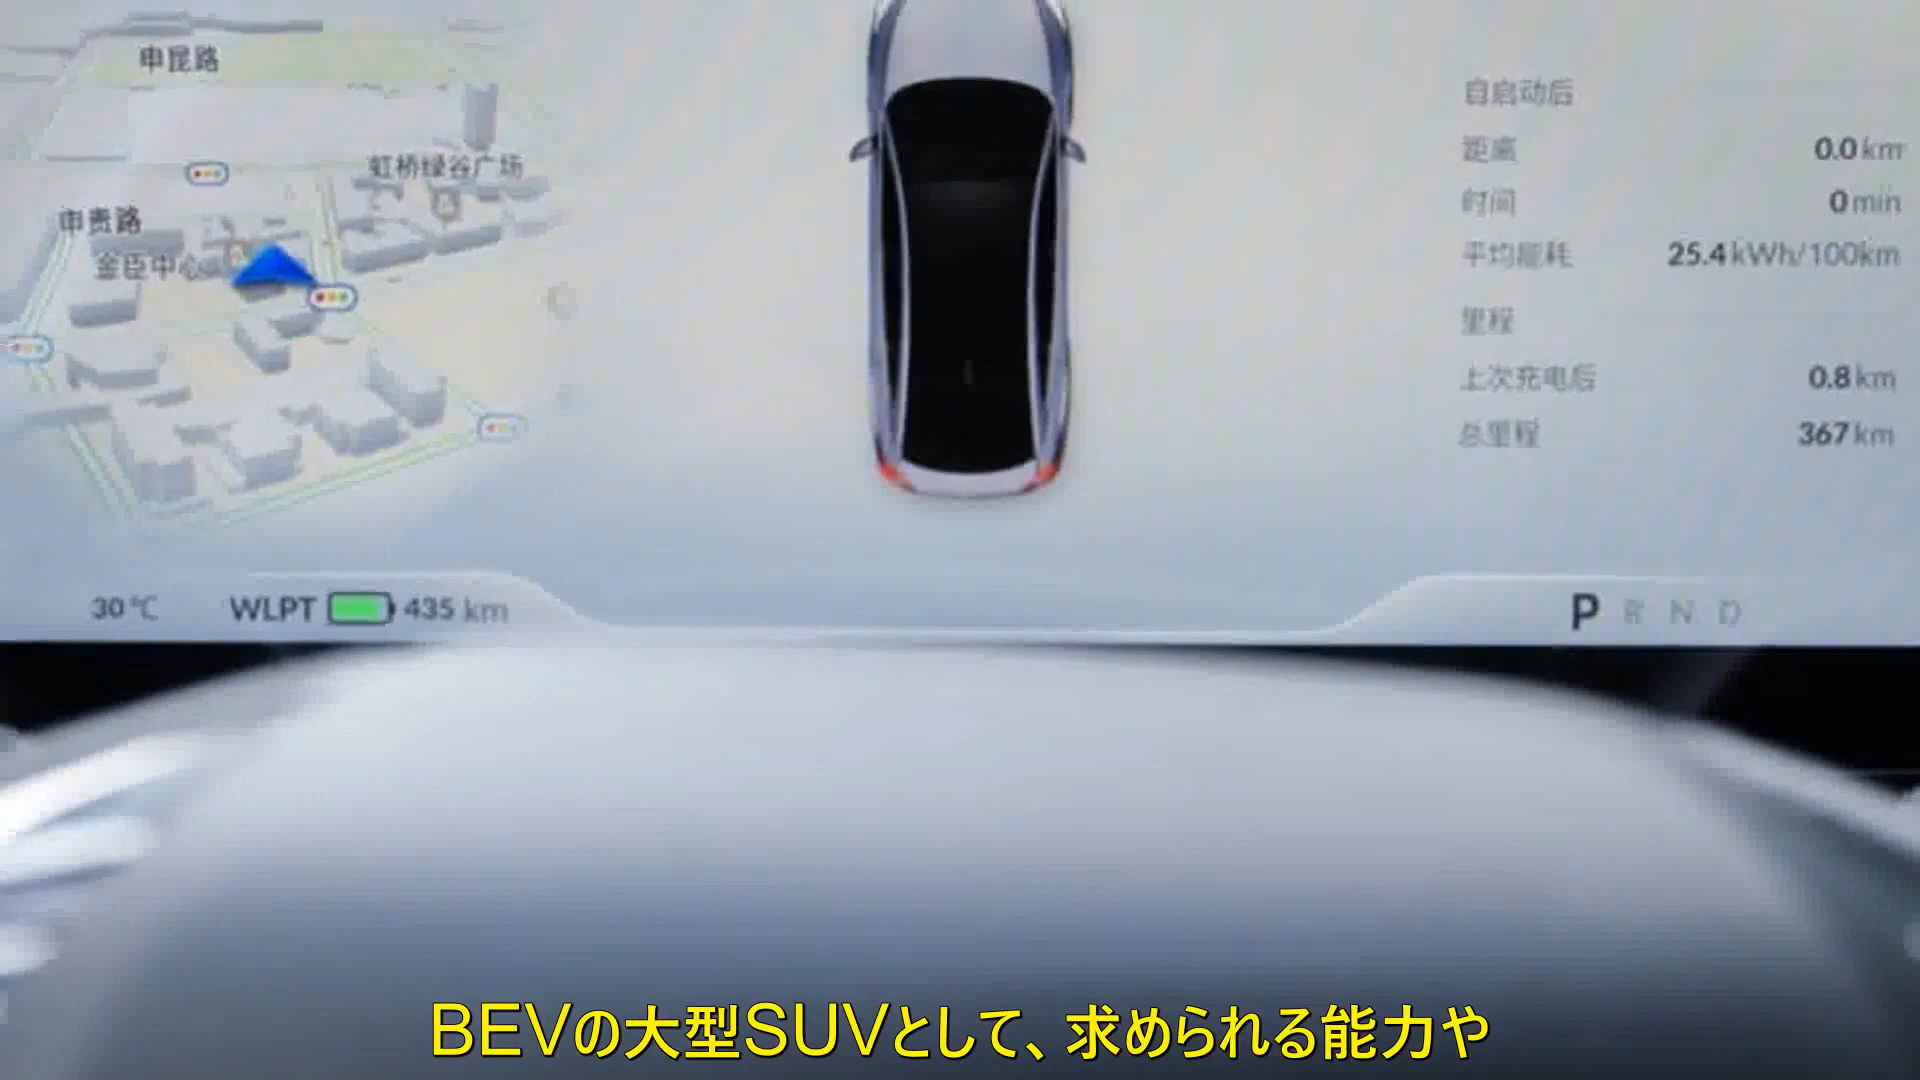 申昆路
虹桥绿谷广场
申贵路
金臣中心
自启动后
距离 0.0 km
时间 0 min
平均能耗 25.4 kWh/100km
里程
上次充电后 0.8 km
总里程 367 km
30 °C WLPT 435 km
P R N D
BEVの大型SUVとして、求められる能力や